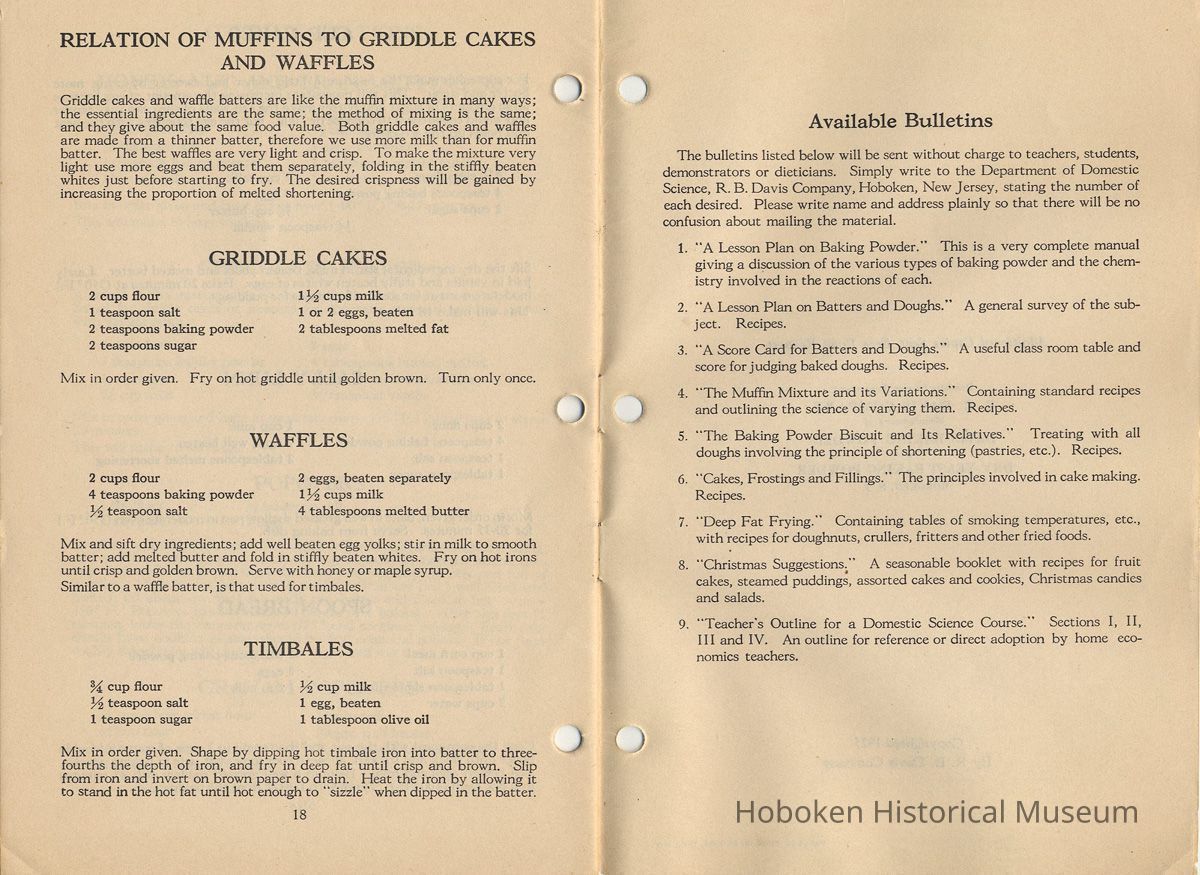 RELATION OF MUFFINS TO GRIDDLE CAKES
AND WAFFLES
Griddle cakes and waffle batters are like the muffin mixture in many ways;
the essential ingredients are the same; the method of mixing is the same;
and they give about the same food value. Both griddle cakes and waffles
are made from a thinner batter, therefore we use more milk than for muffin
batter. The best waffles are very light and crisp. To make the mixture very
light use more eggs and beat them separately, folding in the stiffly beaten
whites just before starting to fry. The desired crispness will be gained by
increasing the proportion of melted shortening.
GRIDDLE CAKES
2 cups flour
1 teaspoon salt
2 teaspoons baking powder
2 teaspoons sugar
1½ cups milk
1 or 2 eggs, beaten
2 tablespoons melted fat
Mix in order given. Fry on hot griddle until golden brown. Turn only once.
WAFFLES
2 cups flour
4 teaspoons baking powder
½ teaspoon salt
2 eggs, beaten separately
1½ cups milk
4 tablespoons melted butter
Mix and sift dry ingredients; add well beaten egg yolks; stir in milk to smooth
batter; add melted butter and fold in stiffly beaten whites. Fry on hot irons
until crisp and golden brown. Serve with honey or maple syrup.
Similar to a waffle batter, is that used for timbales.
TIMBALES
¾ cup flour
½ teaspoon salt
1 teaspoon sugar
½ cup milk
1 egg, beaten
1 tablespoon olive oil
Mix in order given. Shape by dipping hot timbale iron into batter to three-
fourths the depth of iron, and fry in deep fat until crisp and brown. Slip
from iron and invert on brown paper to drain. Heat the iron by allowing it
to stand in the hot fat until hot enough to "sizzle" when dipped in the batter.
18
Available Bulletins
The bulletins listed below will be sent without charge to teachers, students,
demonstrators or dieticians. Simply write to the Department of Domestic
Science, R. B. Davis Company, Hoboken, New Jersey, stating the number of
each desired. Please write name and address plainly so that there will be no
confusion about mailing the material.
1. "A Lesson Plan on Baking Powder." This is a very complete manual
giving a discussion of the various types of baking powder and the chem-
istry involved in the reactions of each.
2. "A Lesson Plan on Batters and Doughs." A general survey of the sub-
ject. Recipes.
3. "A Score Card for Batters and Doughs." A useful class room table and
score for judging baked doughs. Recipes.
4. "The Muffin Mixture and its Variations." Containing standard recipes
and outlining the science of varying them. Recipes.
5. "The Baking Powder Biscuit and Its Relatives." Treating with all
doughs involving the principle of shortening (pastries, etc.). Recipes.
6. "Cakes, Frostings and Fillings." The principles involved in cake making.
Recipes.
7. "Deep Fat Frying." Containing tables of smoking temperatures, etc.,
with recipes for doughnuts, crullers, fritters and other fried foods.
8. "Christmas Suggestions." A seasonable booklet with recipes for fruit
cakes, steamed puddings, assorted cakes and cookies, Christmas candies
and salads.
9. "Teacher's Outline for a Domestic Science Course." Sections I, II,
III and IV. An outline for reference or direct adoption by home eco-
nomics teachers.
Hoboken Historical Museum